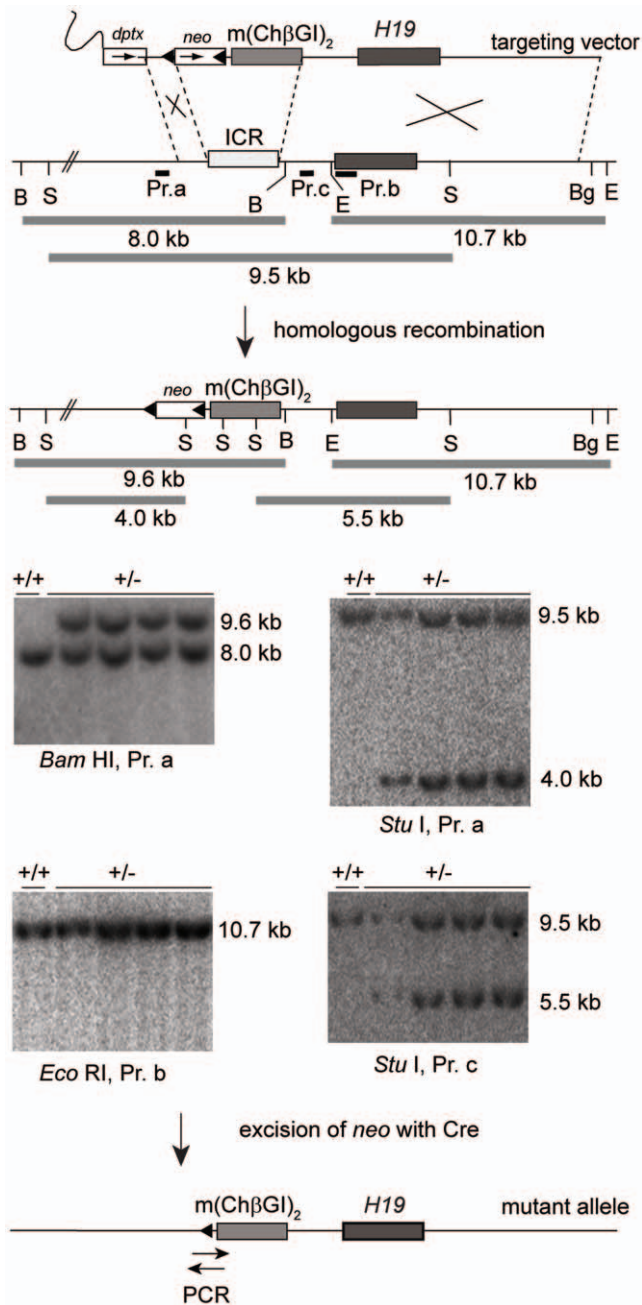 dptx neo m(ChβGI)2 H19 targeting vector
ICR
B S Pr.a B Pr.c E Pr.b S Bg E
8.0 kb 10.7 kb
9.5 kb
homologous recombination
neo m(ChβGI)2
B S S S S B E S Bg E
9.6 kb 10.7 kb
4.0 kb 5.5 kb
+/+ +/-
9.6 kb
8.0 kb
Bam HI, Pr. a
+/+ +/-
9.5 kb
4.0 kb
Stu I, Pr. a
+/+ +/-
10.7 kb
Eco RI, Pr. b
+/+ +/-
9.5 kb
5.5 kb
Stu I, Pr. c
excision of neo with Cre
m(ChβGI)2 H19 mutant allele
PCR